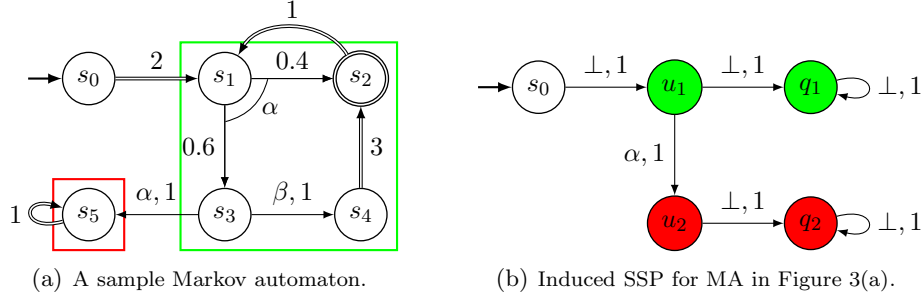 1
2
0.4
s0
s1
s2
α
0.6
3
1
α, 1
β, 1
s5
s3
s4
(a) A sample Markov automaton.
⊥, 1
⊥, 1
s0
u1
q1
⊥, 1
α, 1
⊥, 1
u2
q2
⊥, 1
(b) Induced SSP for MA in Figure 3(a).